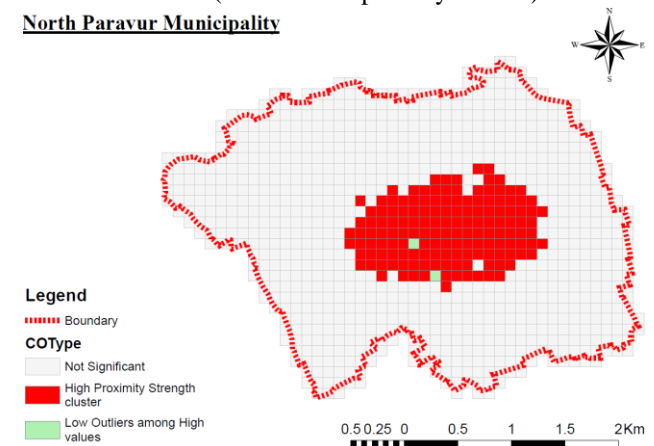 North Paravur Municipality
N
W
E
S
Legend
Boundary
COType
Not Significant
High Proximity Strength
cluster
Low Outliers among High
values
0.5 0.25 0 0.5 1 1.5 2Km